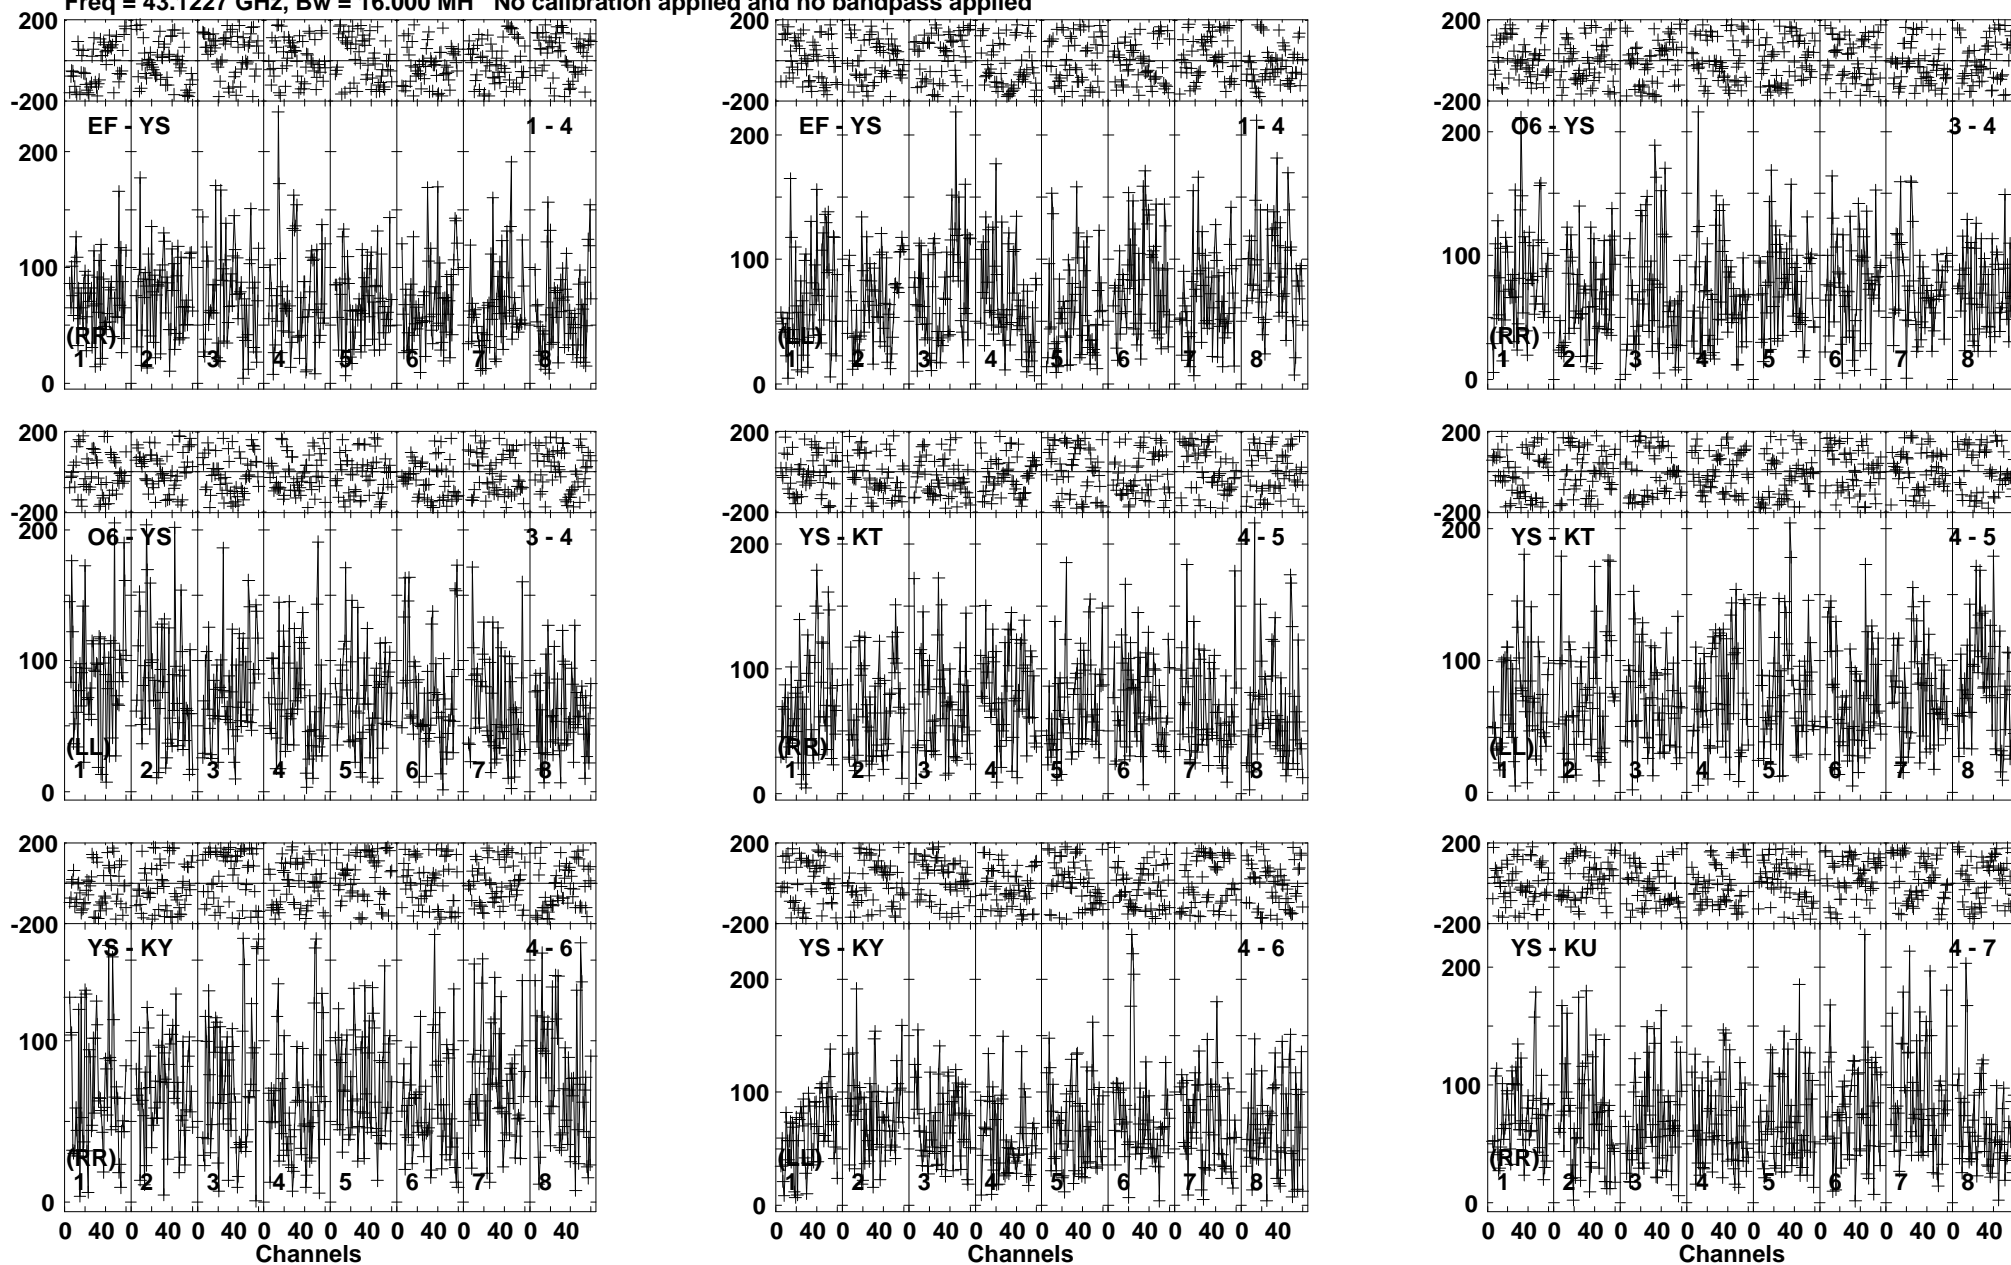 Freq = 43.1227 GHz, Bw = 16.000 MH No calibration applied and no bandpass applied
200 200 200
-200 -200 -200
EF - YS 1 - 4 EF - YS 1 - 4 O6 - YS 3 - 4
200 200 200
100 100 100
(RR) (LL) (RR)
1 2 3 4 5 6 7 8 1 2 3 4 5 6 7 8 1 2 3 4 5 6 7 8
0 0 0
200 200 200
-200 -200 -200
O6 - YS 3 - 4 YS - KT 4 - 5 YS - KT 4 - 5
200 200 200
100 100 100
(LL) (RR) (LL)
1 2 3 4 5 6 7 8 1 2 3 4 5 6 7 8 1 2 3 4 5 6 7 8
0 0 0
200 200 200
-200 -200 -200
YS - KY 4 - 6 YS - KY 4 - 6 YS - KU 4 - 7
200 200
100 100 100
(RR) (LL) (RR)
1 2 3 4 5 6 7 8 1 2 3 4 5 6 7 8 1 2 3 4 5 6 7 8
0 0 0
0 40 0 40 0 40 0 40 0 40 0 40 0 40 0 40 0 40 0 40 0 40 0 40 0 40 0 40 0 40 0 40 0 40 0 40 0 40 0 40 0 40 0 40 0 40 0 40
Channels Channels Channels